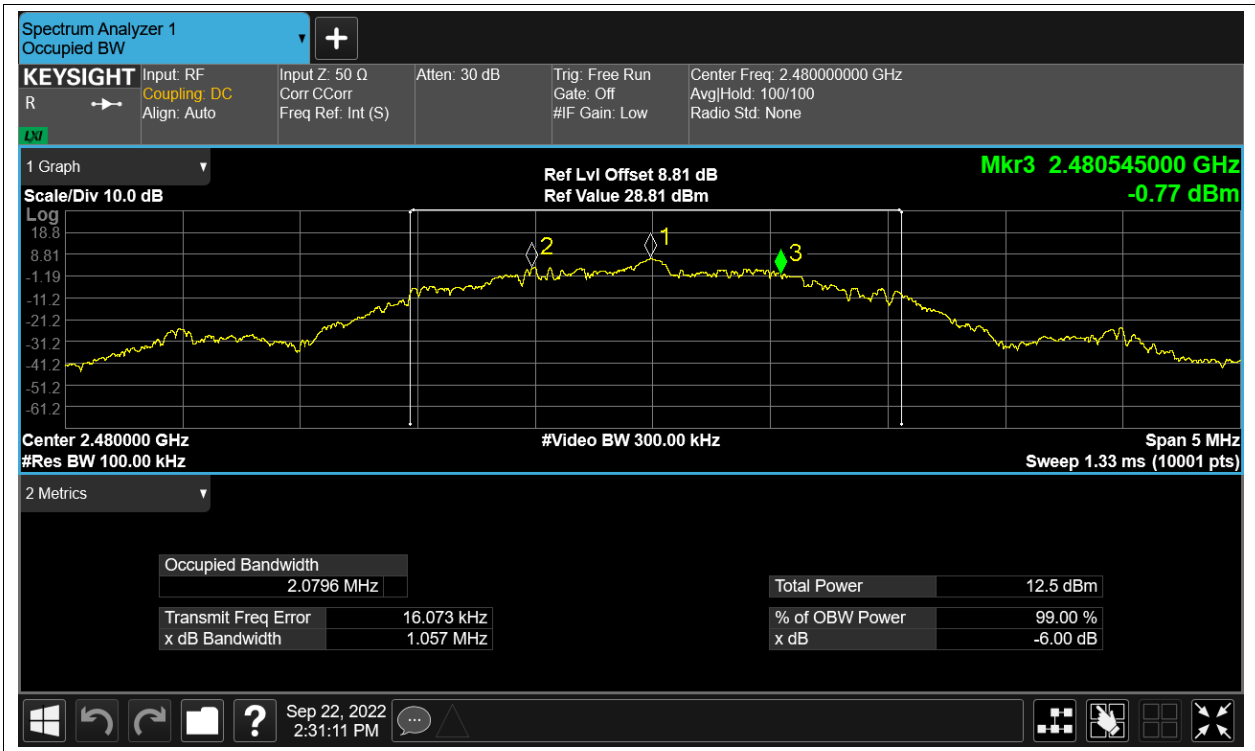 Spectrum Analyzer 1
Occupied BW
KEYSIGHT
R
LXI
Input: RF
Coupling: DC
Align: Auto
Input Z: 50 Ω
Corr CCorr
Freq Ref: Int (S)
Atten: 30 dB
Trig: Free Run
Gate: Off
#IF Gain: Low
Center Freq: 2.480000000 GHz
Avg|Hold: 100/100
Radio Std: None
1 Graph
Scale/Div 10.0 dB
Ref Lvl Offset 8.81 dB
Ref Value 28.81 dBm
Mkr3 2.480545000 GHz
-0.77 dBm
Log
18.8
8.81
-1.19
-11.2
-21.2
-31.2
-41.2
-51.2
-61.2
2
1
3
Center 2.480000 GHz
#Res BW 100.00 kHz
#Video BW 300.00 kHz
Span 5 MHz
Sweep 1.33 ms (10001 pts)
2 Metrics
Occupied Bandwidth
2.0796 MHz
Transmit Freq Error 16.073 kHz
x dB Bandwidth 1.057 MHz
Total Power 12.5 dBm
% of OBW Power 99.00 %
x dB -6.00 dB
?
Sep 22, 2022
2:31:11 PM